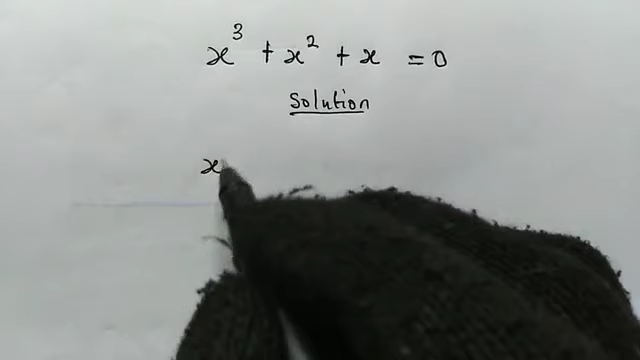 x³ + x² + x = 0
Solution
x